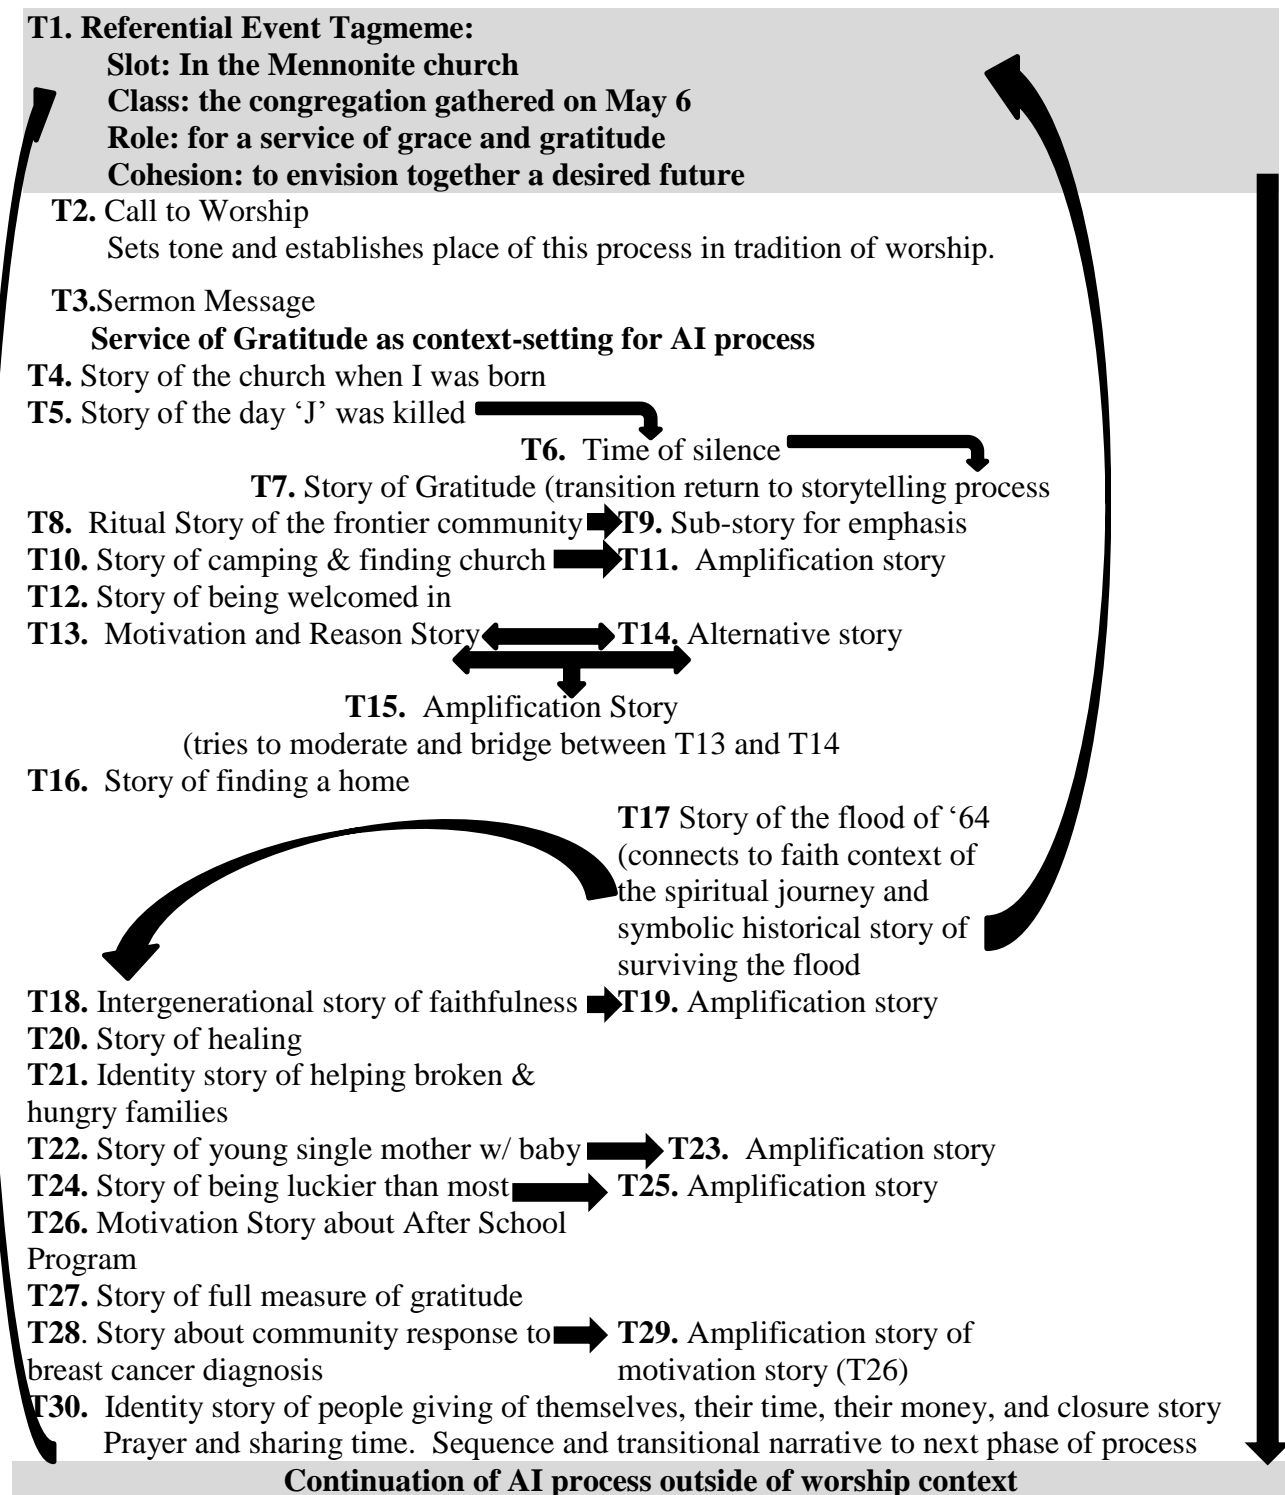 T1. Referential Event Tagmeme:
Slot: In the Mennonite church
Class: the congregation gathered on May 6
Role: for a service of grace and gratitude
Cohesion: to envision together a desired future
T2. Call to Worship
Sets tone and establishes place of this process in tradition of worship.
T3.Sermon Message
Service of Gratitude as context-setting for AI process
T4. Story of the church when I was born
T5. Story of the day ‘J’ was killed
T6. Time of silence
T7. Story of Gratitude (transition return to storytelling process
T8. Ritual Story of the frontier community T9. Sub-story for emphasis
T10. Story of camping & finding church T11. Amplification story
T12. Story of being welcomed in
T13. Motivation and Reason Story T14. Alternative story
T15. Amplification Story
(tries to moderate and bridge between T13 and T14
T16. Story of finding a home
T17 Story of the flood of ‘64
(connects to faith context of
the spiritual journey and
symbolic historical story of
surviving the flood
T18. Intergenerational story of faithfulness T19. Amplification story
T20. Story of healing
T21. Identity story of helping broken &
hungry families
T22. Story of young single mother w/ baby T23. Amplification story
T24. Story of being luckier than most T25. Amplification story
T26. Motivation Story about After School
Program
T27. Story of full measure of gratitude
T28. Story about community response to T29. Amplification story of
breast cancer diagnosis motivation story (T26)
T30. Identity story of people giving of themselves, their time, their money, and closure story
Prayer and sharing time. Sequence and transitional narrative to next phase of process
Continuation of AI process outside of worship context